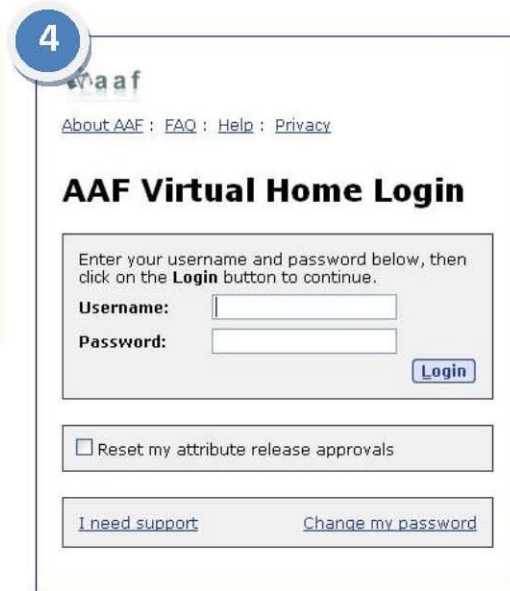 4
aaf
About AAF : FAQ : Help : Privacy
AAF Virtual Home Login
Enter your username and password below, then
click on the Login button to continue.
Username:
Password:
Login
Reset my attribute release approvals
I need support Change my password